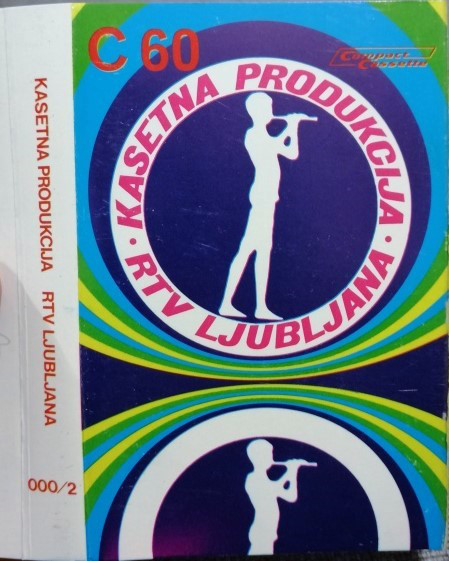 KASETNA PRODUKCIJA RTV LJUBLJANA
000/2
C 60
Compact
Cassette
KASETNA PRODUKCIJA
• RTV LJUBLJANA •